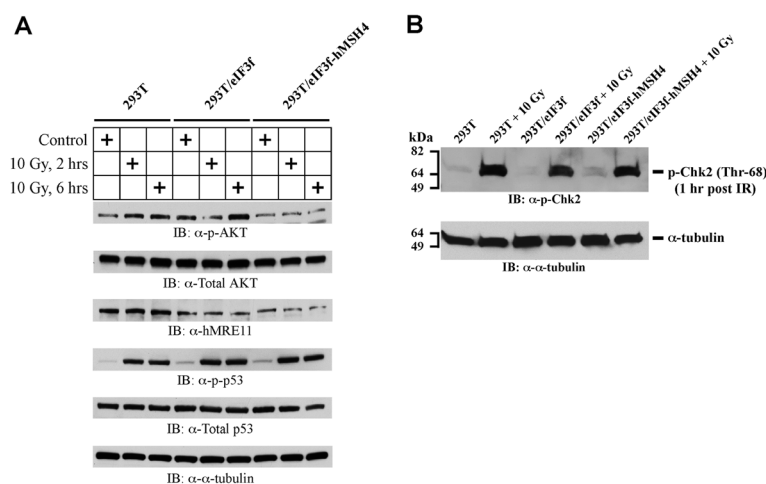 A
293T
293T/eIF3f
293T/eIF3f-hMSH4
Control + + +
10 Gy, 2 hrs + + +
10 Gy, 6 hrs + + +
IB: α-p-AKT
IB: α-Total AKT
IB: α-hMRE11
IB: α-p-p53
IB: α-Total p53
IB: α-α-tubulin
B
293T
293T + 10 Gy
293T/eIF3f
293T/eIF3f + 10 Gy
293T/eIF3f-hMSH4
293T/eIF3f-hMSH4 + 10 Gy
kDa
82
64
49
p-Chk2 (Thr-68)
(1 hr post IR)
IB: α-p-Chk2
64
49
α-tubulin
IB: α-α-tubulin